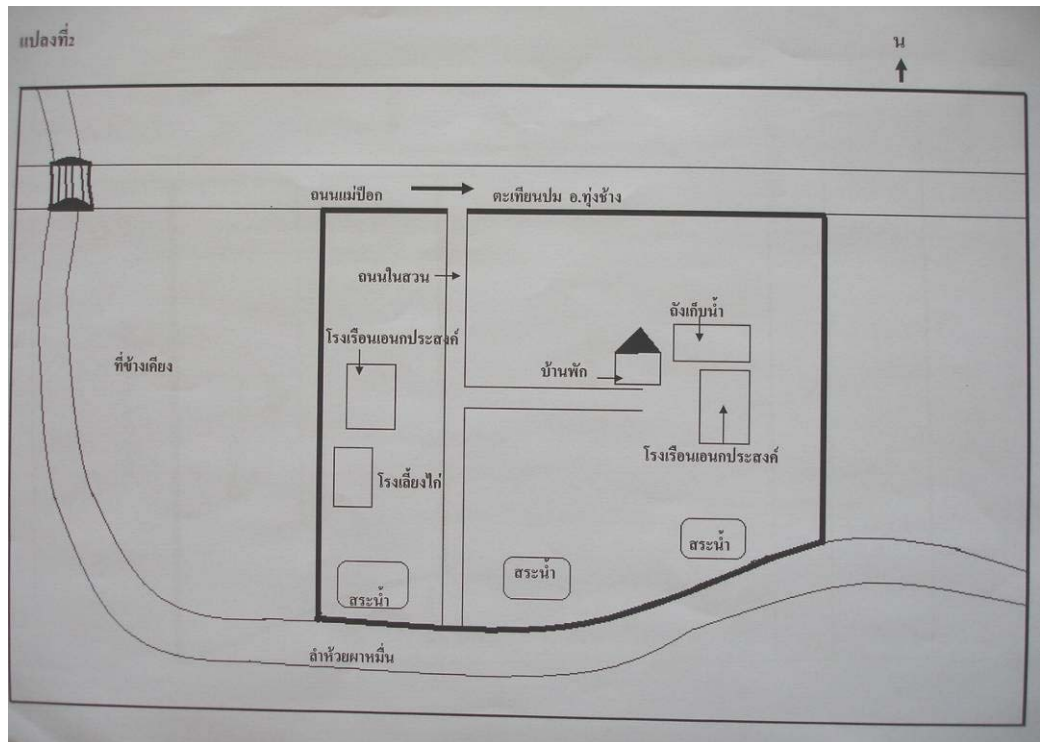 แปลงที่2
น
ถนนแม่ป๊อก
ตะเทียนปม อ.ทุ่งช้าง
ถนนในสวน
ถังเก็บน้ำ
โรงเรือนเอนกประสงค์
ที่ข้างเคียง
บ้านพัก
โรงเรือนเอนกประสงค์
โรงเลี้ยงไก่
สระน้ำ
สระน้ำ
สระน้ำ
ลำห้วยผาหมื่น